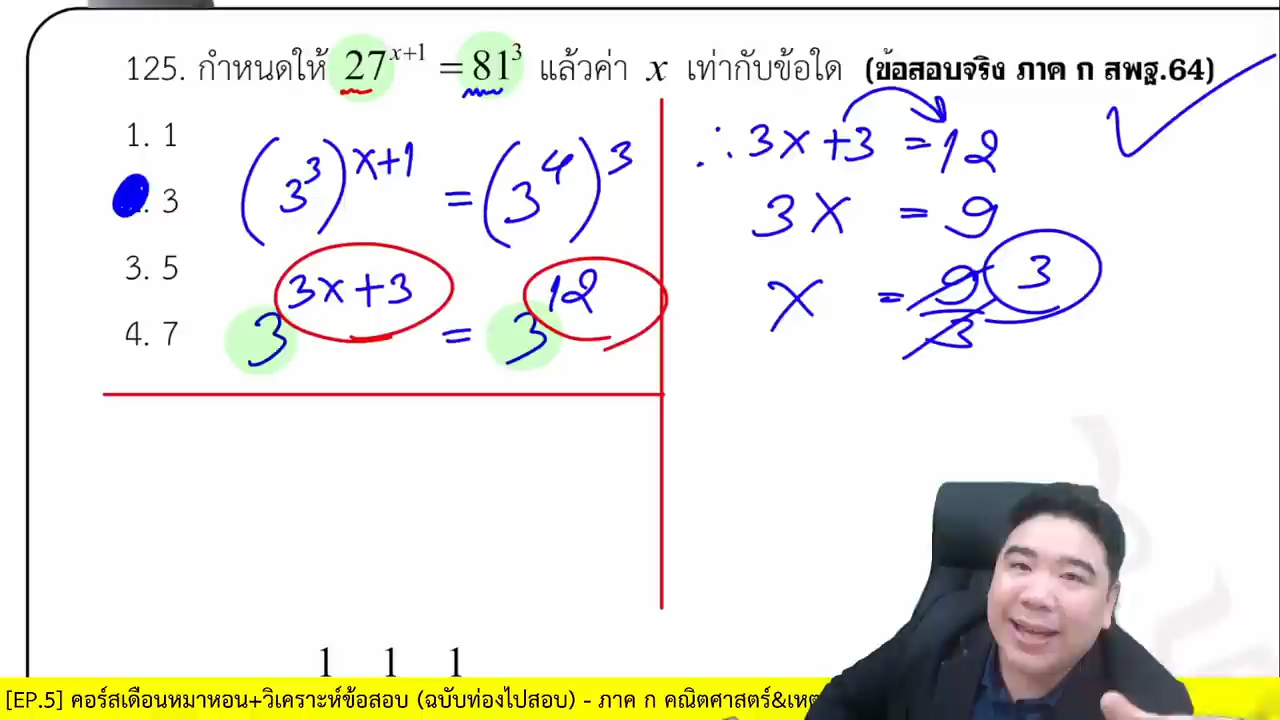 125. กำหนดให้ 27^{x+1} = 81^3 แล้วค่า x เท่ากับข้อใด (ข้อสอบจริง ภาค ก สพฐ.64)
1. 1
. 3
3. 5
4. 7
(3^3)^{x+1} = (3^4)^3
3^{3x+3} = 3^{12}
∴ 3x+3 = 12
3x = 9
x = 9/3 3
1 1 1
[EP.5] คอร์สเดือนหมาหอน+วิเคราะห์ข้อสอบ (ฉบับท่องไปสอบ) - ภาค ก คณิตศาสตร์&เหต